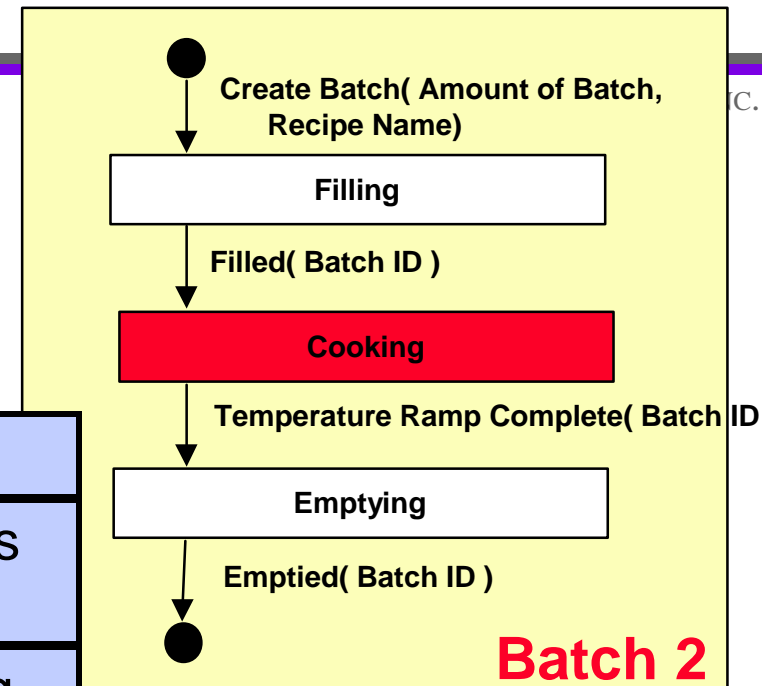 Create Batch( Amount of Batch,
Recipe Name)
Filling
Filled( Batch ID )
Cooking
Temperature Ramp Complete( Batch ID
Emptying
Emptied( Batch ID )
Batch 2